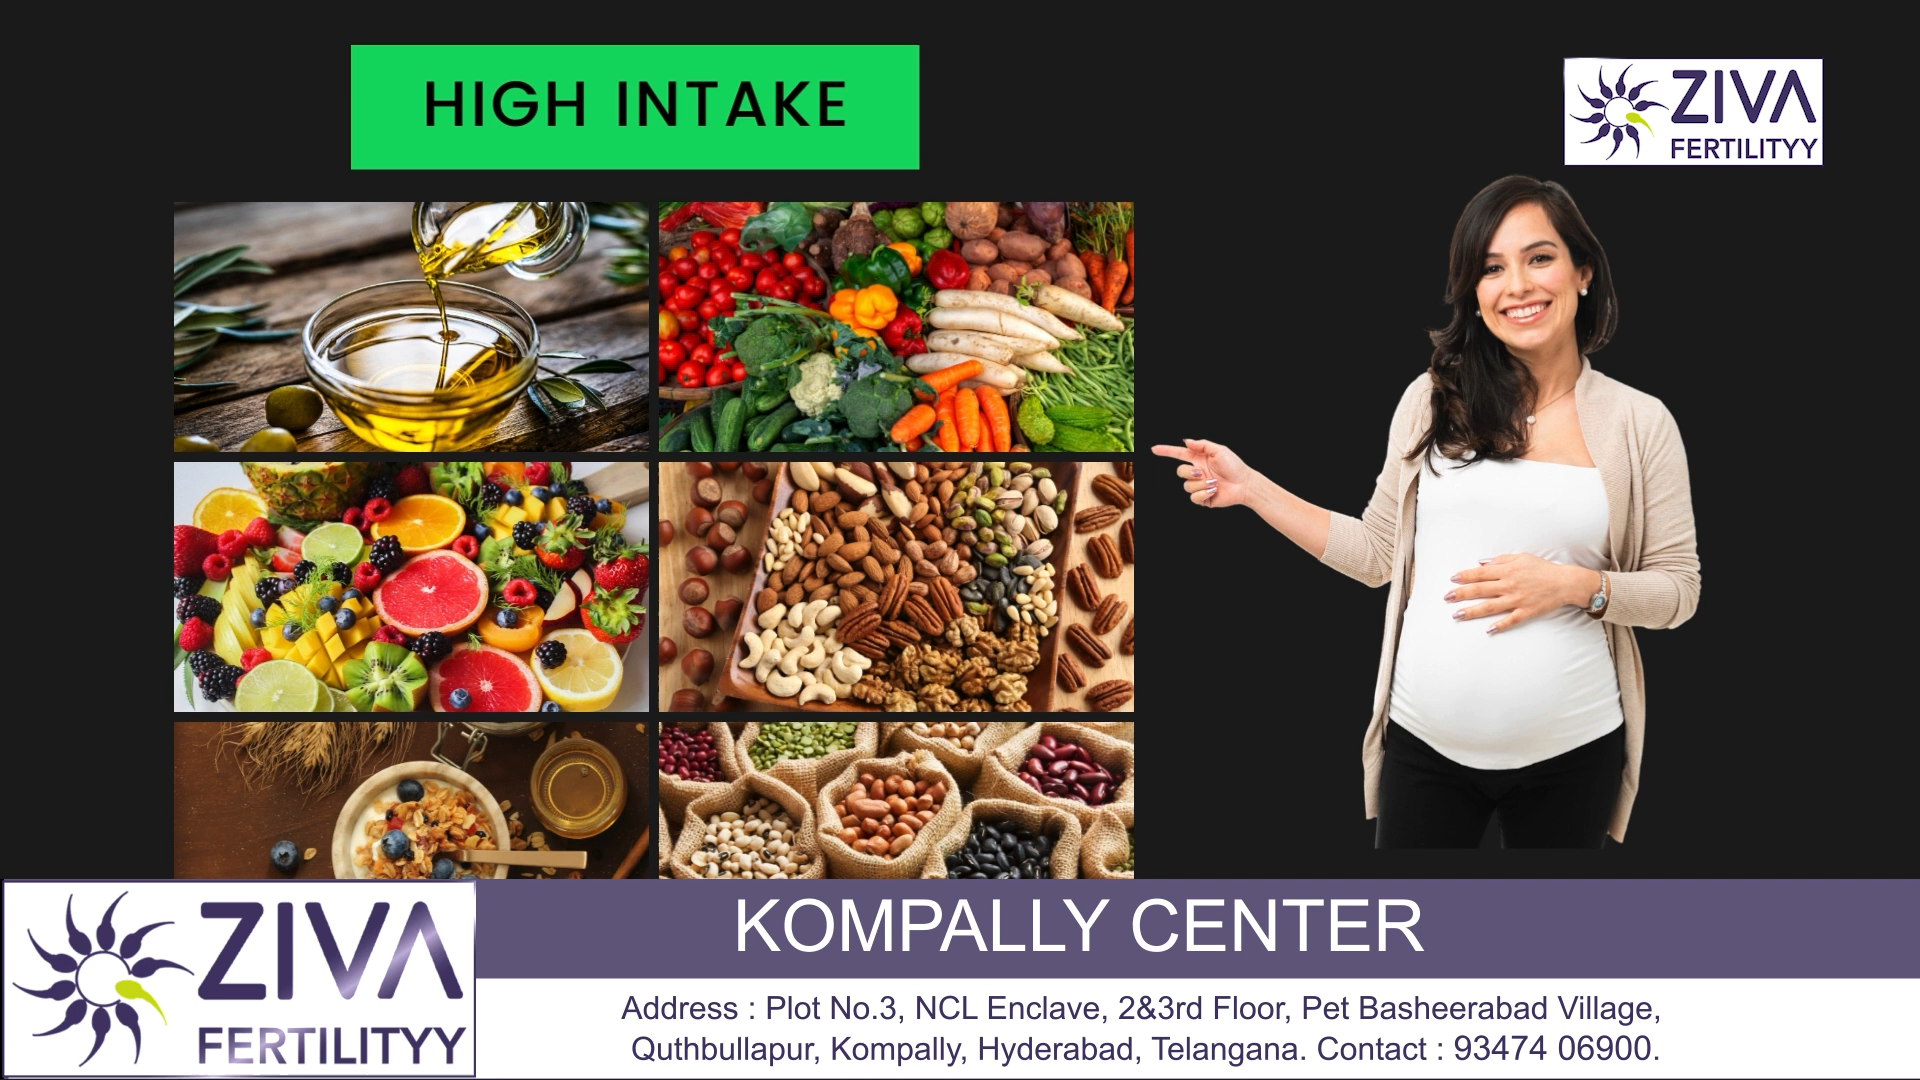 HIGH INTAKE
ZIVA
FERTILITYY
KOMPALLY CENTER
ZIVA
FERTILITYY
Address : Plot No.3, NCL Enclave, 2&3rd Floor, Pet Basheerabad Village,
Quthbullapur, Kompally, Hyderabad, Telangana. Contact : 93474 06900.